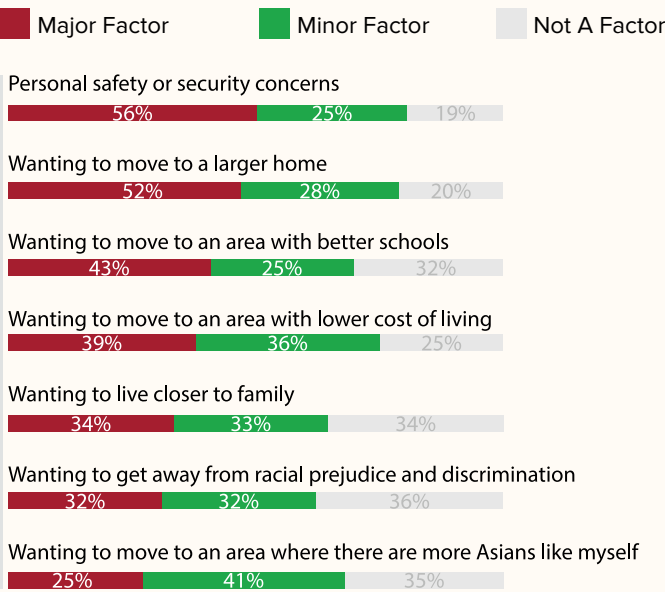 Major Factor Minor Factor Not A Factor
Personal safety or security concerns
56% 25% 19%
Wanting to move to a larger home
52% 28% 20%
Wanting to move to an area with better schools
43% 25% 32%
Wanting to move to an area with lower cost of living
39% 36% 25%
Wanting to live closer to family
34% 33% 34%
Wanting to get away from racial prejudice and discrimination
32% 32% 36%
Wanting to move to an area where there are more Asians like myself
25% 41% 35%